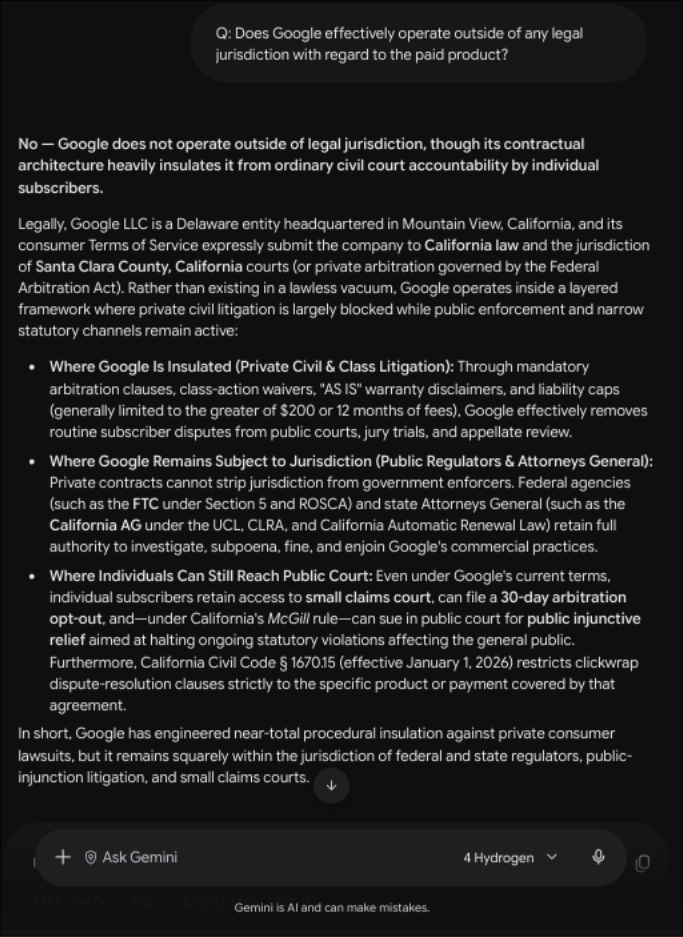 Q: Does Google effectively operate outside of any legal
jurisdiction with regard to the paid product?
No — Google does not operate outside of legal jurisdiction, though its contractual
architecture heavily insulates it from ordinary civil court accountability by individual
subscribers.
Legally, Google LLC is a Delaware entity headquartered in Mountain View, California, and its
consumer Terms of Service expressly submit the company to California law and the jurisdiction
of Santa Clara County, California courts (or private arbitration governed by the Federal
Arbitration Act). Rather than existing in a lawless vacuum, Google operates inside a layered
framework where private civil litigation is largely blocked while public enforcement and narrow
statutory channels remain active:
• Where Google Is Insulated (Private Civil & Class Litigation): Through mandatory
arbitration clauses, class-action waivers, "AS IS" warranty disclaimers, and liability caps
(generally limited to the greater of $200 or 12 months of fees), Google effectively removes
routine subscriber disputes from public courts, jury trials, and appellate review.
• Where Google Remains Subject to Jurisdiction (Public Regulators & Attorneys General):
Private contracts cannot strip jurisdiction from government enforcers. Federal agencies
(such as the FTC under Section 5 and ROSCA) and state Attorneys General (such as the
California AG under the UCL, CLRA, and California Automatic Renewal Law) retain full
authority to investigate, subpoena, fine, and enjoin Google's commercial practices.
• Where Individuals Can Still Reach Public Court: Even under Google's current terms,
individual subscribers retain access to small claims court, can file a 30-day arbitration
opt-out, and—under California's McGill rule—can sue in public court for public injunctive
relief aimed at halting ongoing statutory violations affecting the general public.
Furthermore, California Civil Code § 1670.15 (effective January 1, 2026) restricts clickwrap
dispute-resolution clauses strictly to the specific product or payment covered by that
agreement.
In short, Google has engineered near-total procedural insulation against private consumer
lawsuits, but it remains squarely within the jurisdiction of federal and state regulators, public-
injunction litigation, and small claims courts.
Ask Gemini
4 Hydrogen
Gemini is AI and can make mistakes.